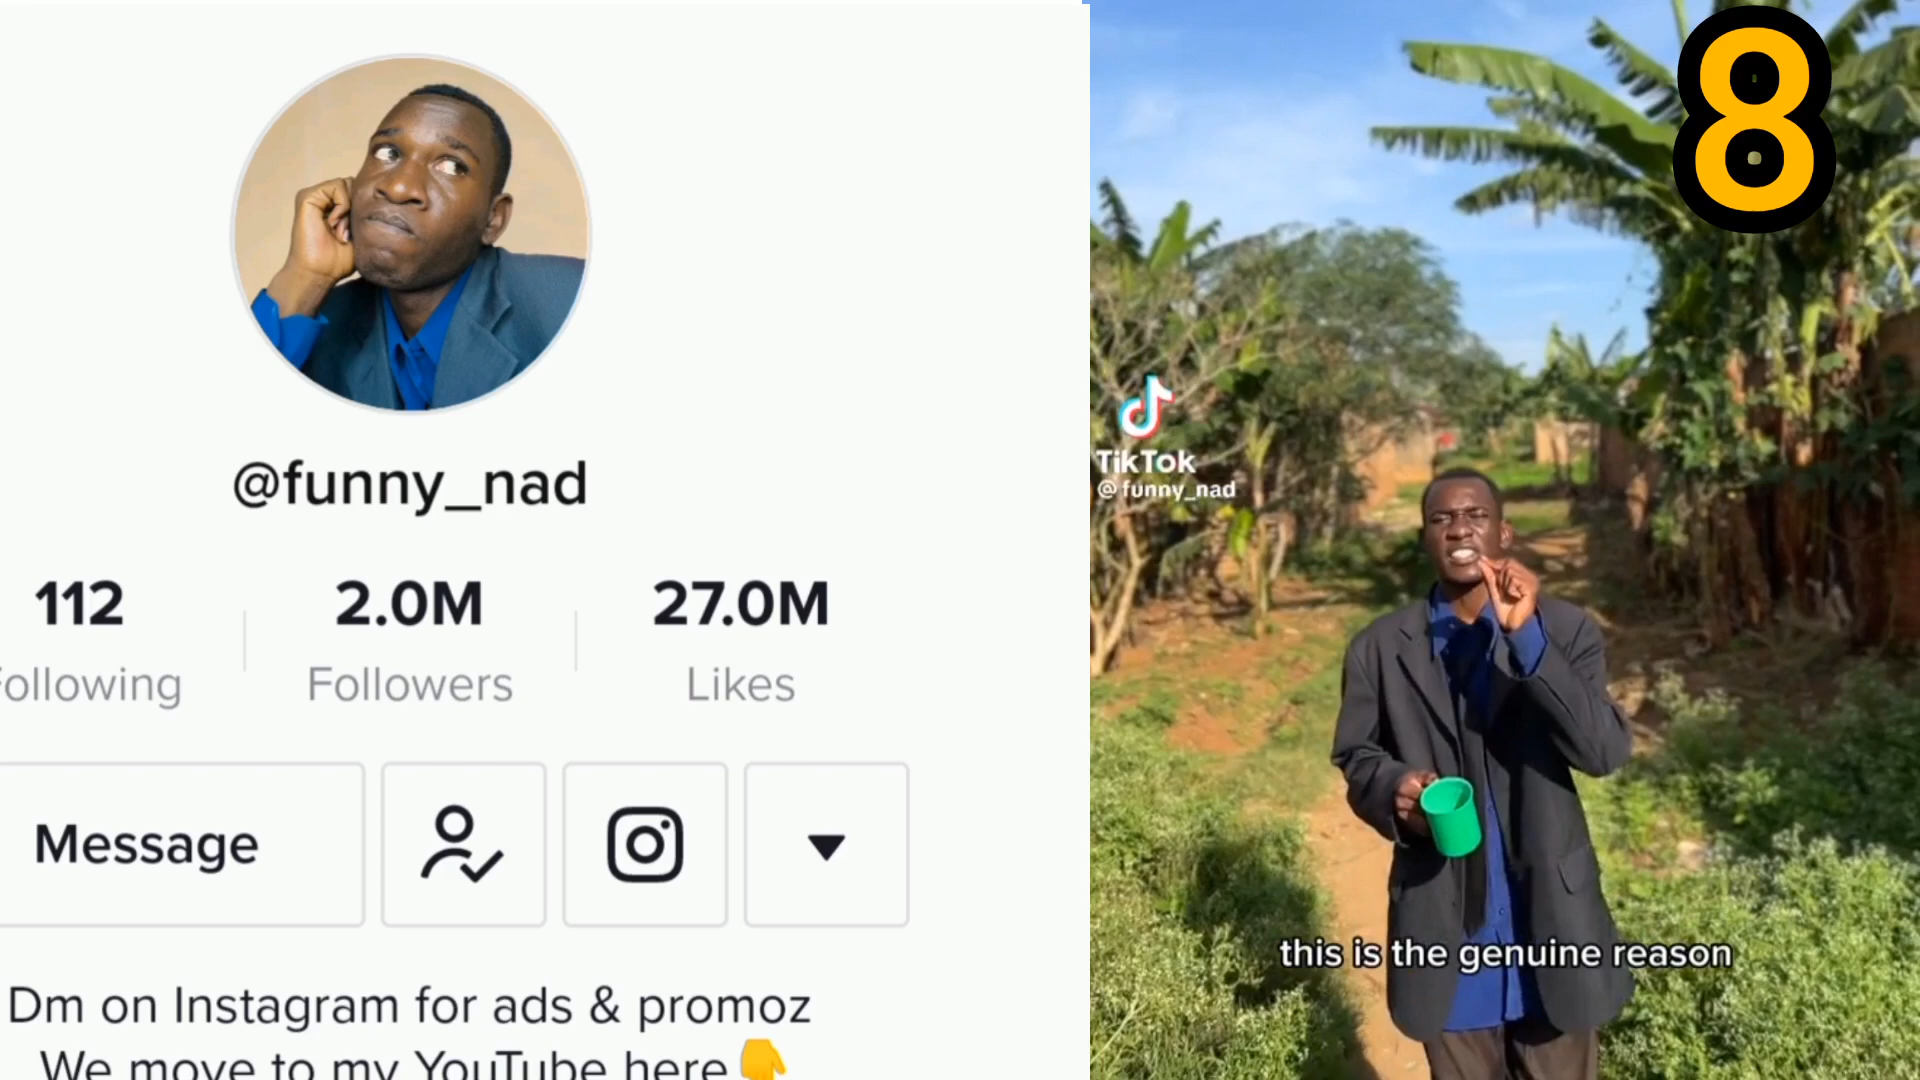 @funny_nad
112
2.0M
27.0M
Following
Followers
Likes
Message
Dm on Instagram for ads & promoz
We move to my YouTube here👇
8
TikTok
@funny_nad
this is the genuine reason